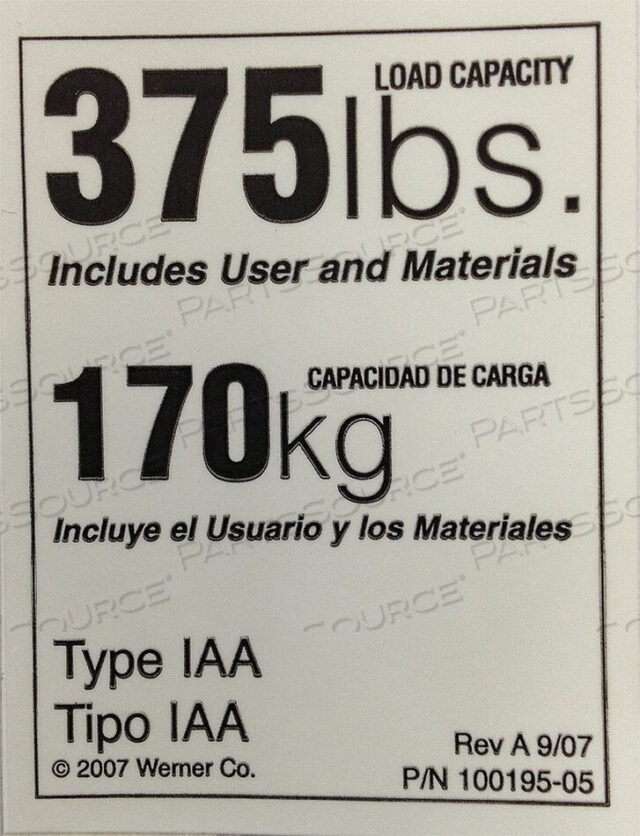 LOAD CAPACITY
375lbs.
Includes User and Materials
CAPACIDAD DE CARGA
170kg
Incluye el Usuario y los Materiales
Type IAA
Tipo IAA
© 2007 Werner Co.
Rev A 9/07
P/N 100195-05
PARTSSOURCE®